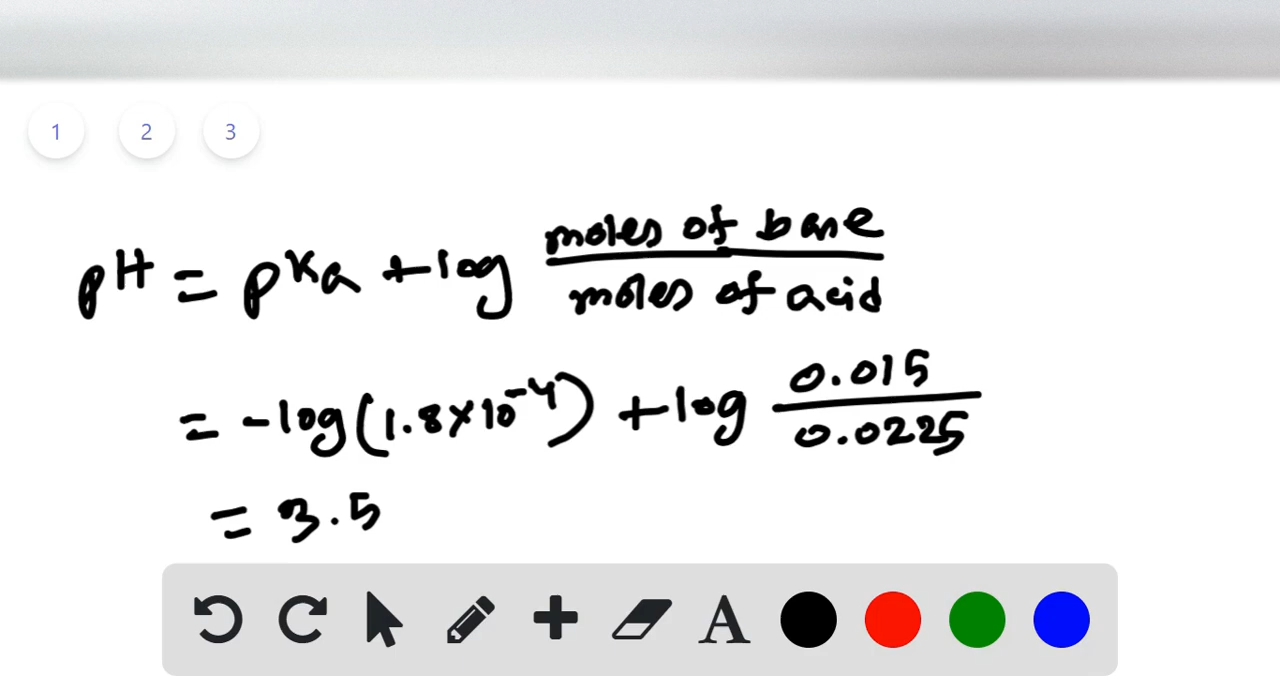 1 2 3
pH = pKa + log moles of base / moles of acid
= -log(1.8×10⁻⁴) + log 0.015 / 0.0225
= 3.5
A